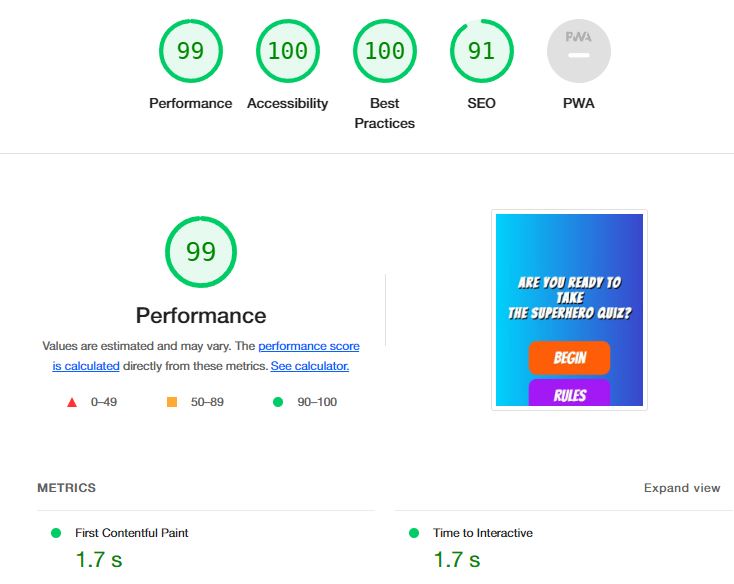 99
100
100
91
PWA
Performance
Accessibility
Best
Practices
SEO
PWA
99
Performance
Values are estimated and may vary. The performance score
is calculated directly from these metrics. See calculator.
0–49
50–89
90–100
ARE YOU READY TO
TAKE
THE SUPERHERO QUIZ?
BEGIN
RULES
METRICS
Expand view
First Contentful Paint
1.7 s
Time to Interactive
1.7 s